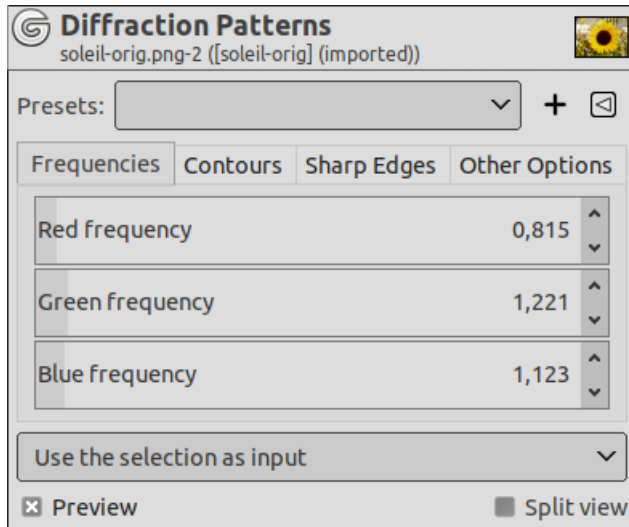 Diffraction Patterns
soleil-orig.png-2 ([soleil-orig] (imported))
Presets:
Frequencies Contours Sharp Edges Other Options
Red frequency 0,815
Green frequency 1,221
Blue frequency 1,123
Use the selection as input
Preview Split view